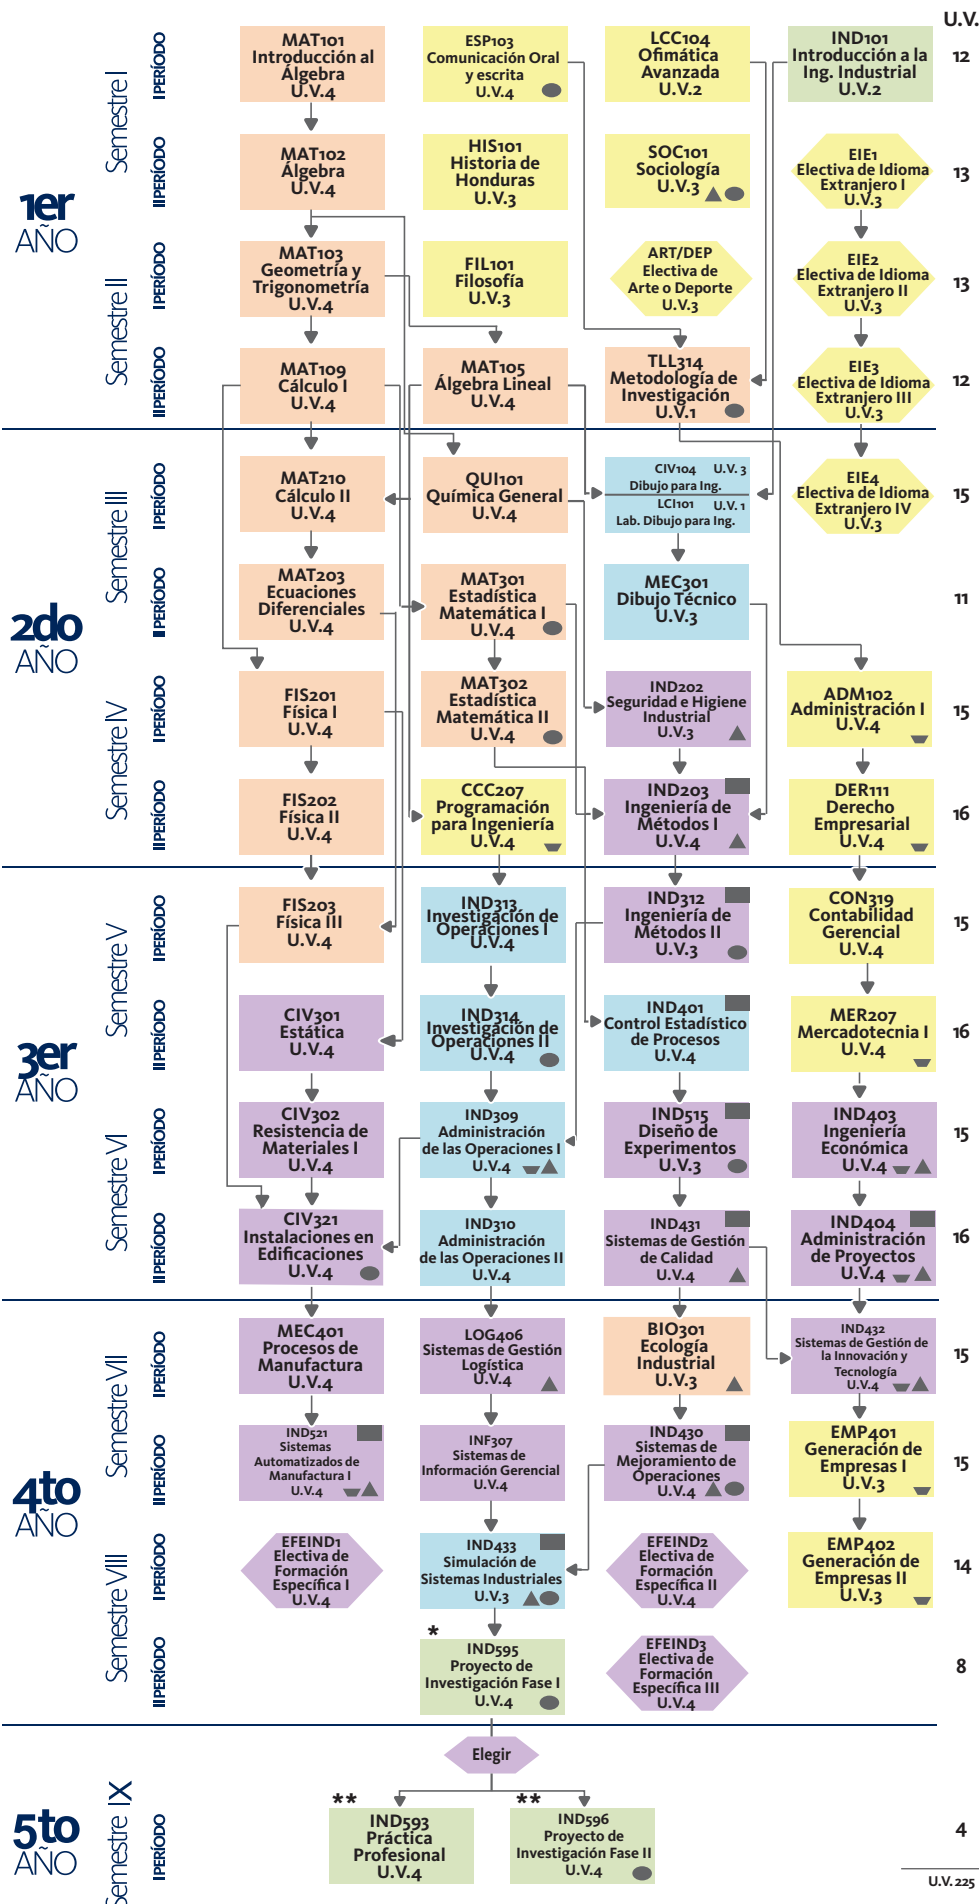 U.V.
1er
AÑO
Semestre I
I PERÍODO
MAT101
Introducción al
Álgebra
U.V.4
ESP103
Comunicación Oral
y escrita
U.V.4
LCC104
Ofimática
Avanzada
U.V.2
IND101
Introducción a la
Ing. Industrial
U.V.2
12
II PERÍODO
MAT102
Álgebra
U.V.4
HIS101
Historia de
Honduras
U.V.3
SOC101
Sociología
U.V.3
EIE1
Electiva de Idioma
Extranjero I
U.V.3
13
Semestre II
I PERÍODO
MAT103
Geometría y
Trigonometría
U.V.4
FIL101
Filosofía
U.V.3
ART/DEP
Electiva de
Arte o Deporte
U.V.3
EIE2
Electiva de Idioma
Extranjero II
U.V.3
13
II PERÍODO
MAT109
Cálculo I
U.V.4
MAT105
Álgebra Lineal
U.V.4
TLL314
Metodología de
Investigación
U.V.1
EIE3
Electiva de Idioma
Extranjero III
U.V.3
12
2do
AÑO
Semestre III
I PERÍODO
MAT210
Cálculo II
U.V.4
QUI101
Química General
U.V.4
CIV104 U.V. 3
Dibujo para Ing.
LCI101 U.V. 1
Lab. Dibujo para Ing.
EIE4
Electiva de Idioma
Extranjero IV
U.V.3
15
II PERÍODO
MAT203
Ecuaciones
Diferenciales
U.V.4
MAT301
Estadística
Matemática I
U.V.4
MEC301
Dibujo Técnico
U.V.3
11
Semestre IV
I PERÍODO
FIS201
Física I
U.V.4
MAT302
Estadística
Matemática II
U.V.4
IND202
Seguridad e Higiene
Industrial
U.V.3
ADM102
Administración I
U.V.4
15
II PERÍODO
FIS202
Física II
U.V.4
CCC207
Programación
para Ingeniería
U.V.4
IND203
Ingeniería de
Métodos I
U.V.4
DER111
Derecho
Empresarial
U.V.4
16
3er
AÑO
Semestre V
I PERÍODO
FIS203
Física III
U.V.4
IND313
Investigación de
Operaciones I
U.V.4
IND312
Ingeniería de
Métodos II
U.V.3
CON319
Contabilidad
Gerencial
U.V.4
15
II PERÍODO
CIV301
Estática
U.V.4
IND314
Investigación de
Operaciones II
U.V.4
IND401
Control Estadístico
de Procesos
U.V.4
MER207
Mercadotecnia I
U.V.4
16
Semestre VI
I PERÍODO
CIV302
Resistencia de
Materiales I
U.V.4
IND309
Administración
de las Operaciones I
U.V.4
IND515
Diseño de
Experimentos
U.V.3
IND403
Ingeniería
Económica
U.V.4
15
II PERÍODO
CIV321
Instalaciones en
Edificaciones
U.V.4
IND310
Administración
de las Operaciones II
U.V.4
IND431
Sistemas de Gestión
de Calidad
U.V.4
IND404
Administración
de Proyectos
U.V.4
16
4to
AÑO
Semestre VII
I PERÍODO
MEC401
Procesos de
Manufactura
U.V.4
LOG406
Sistemas de Gestión
Logística
U.V.4
BIO301
Ecología
Industrial
U.V.3
IND432
Sistemas de Gestión de
la Innovación y
Tecnología
U.V.4
15
II PERÍODO
IND521
Sistemas
Automatizados de
Manufactura I
U.V.4
INF307
Sistemas de
Información Gerencial
U.V.4
IND430
Sistemas de
Mejoramiento de
Operaciones
U.V.4
EMP401
Generación de
Empresas I
U.V.3
15
Semestre VIII
I PERÍODO
EFEIND1
Electiva de
Formación
Específica I
U.V.4
IND433
Simulación de
Sistemas Industriales
U.V.3
EFEIND2
Electiva de
Formación
Específica II
U.V.4
EMP402
Generación de
Empresas II
U.V.3
14
II PERÍODO
*
IND595
Proyecto de
Investigación Fase I
U.V.4
EFEIND3
Electiva de
Formación
Específica III
U.V.4
8
Elegir
5to
AÑO
Semestre IX
I PERÍODO
**
IND593
Práctica
Profesional
U.V.4
**
IND596
Proyecto de
Investigación Fase II
U.V.4
4
U.V. 225